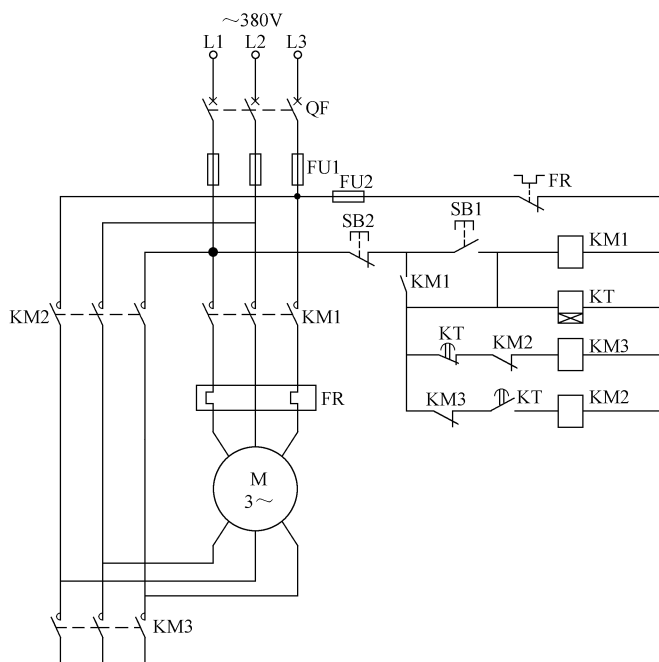 ～380V
L1 L2 L3
QF
FU1
FU2
FR
SB2
SB1
KM1
KM1
KT
KM2
KM1
KT
KM2
KM3
FR
KM3
KT
KM2
M
3～
KM3